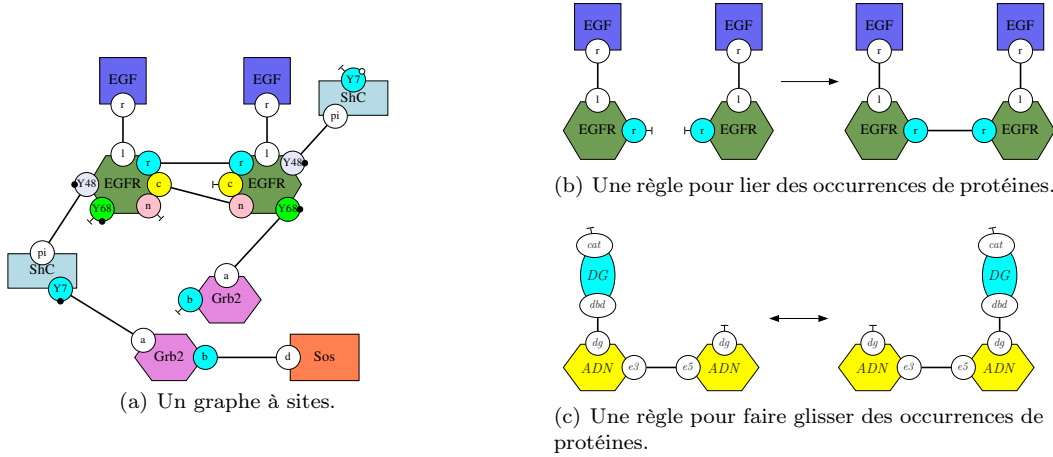 EGF
EGF
Y7
ShC
r
r
pi
l
l
r
r
Y48
Y48
EGFR
c
c
EGFR
Y68
n
n
Y68
pi
ShC
a
Y7
b
Grb2
a
Grb2
b
d
Sos
(a) Un graphe à sites.
EGF
EGF
EGF
EGF
r
r
r
r
l
l
l
l
EGFR
r
r
EGFR
EGFR
r
r
EGFR
(b) Une règle pour lier des occurrences de protéines.
cat
cat
DG
DG
dbd
dbd
dg
dg
dg
dg
ADN
e3
e5
ADN
ADN
e3
e5
ADN
(c) Une règle pour faire glisser des occurrences de
protéines.